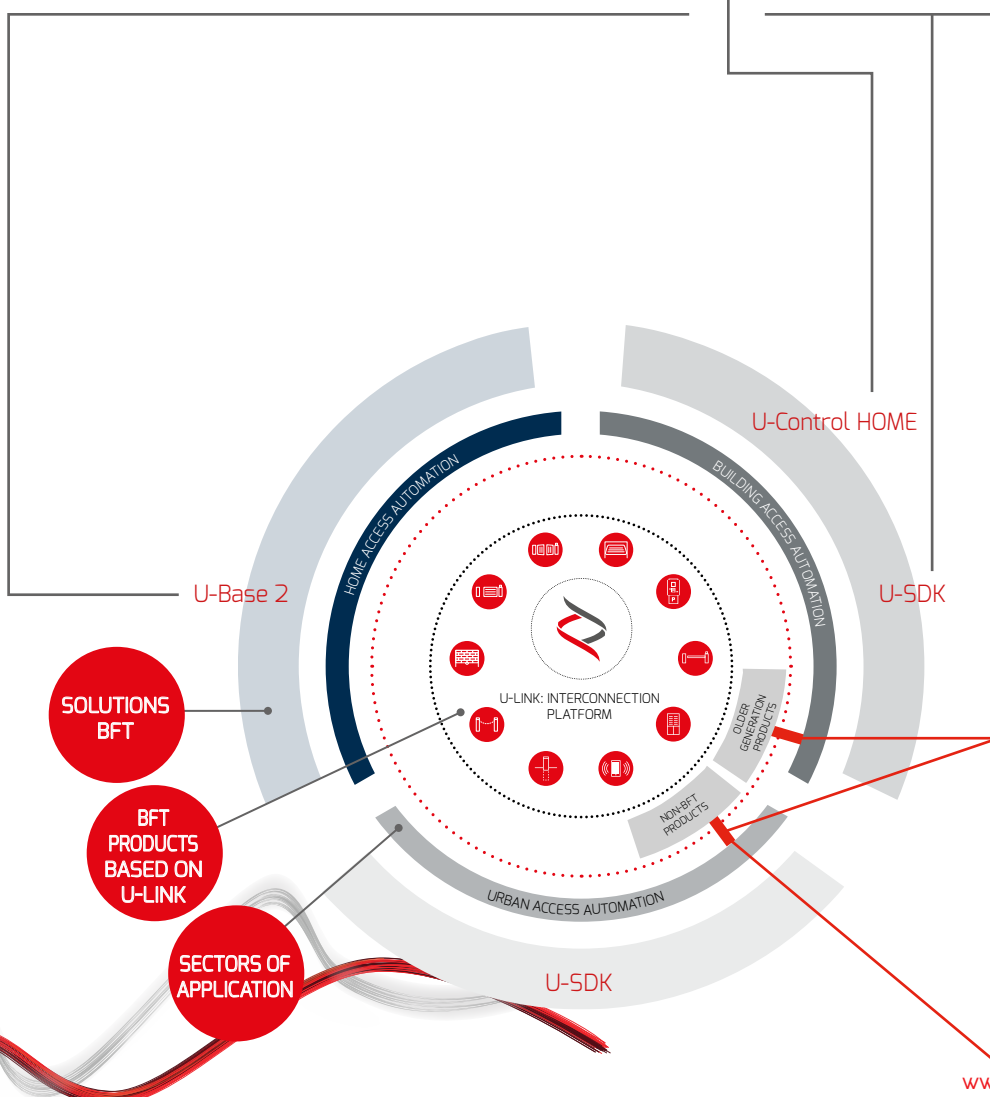 U-Control HOME
HOME ACCESS AUTOMATION
BUILDING ACCESS AUTOMATION
U-Base 2
U-SDK
P
U-LINK: INTERCONNECTION
PLATFORM
SOLUTIONS
BFT
OLDER
GENERATION
PRODUCTS
NON-BFT
PRODUCTS
BFT
PRODUCTS
BASED ON
U-LINK
URBAN ACCESS AUTOMATION
SECTORS OF
APPLICATION
U-SDK